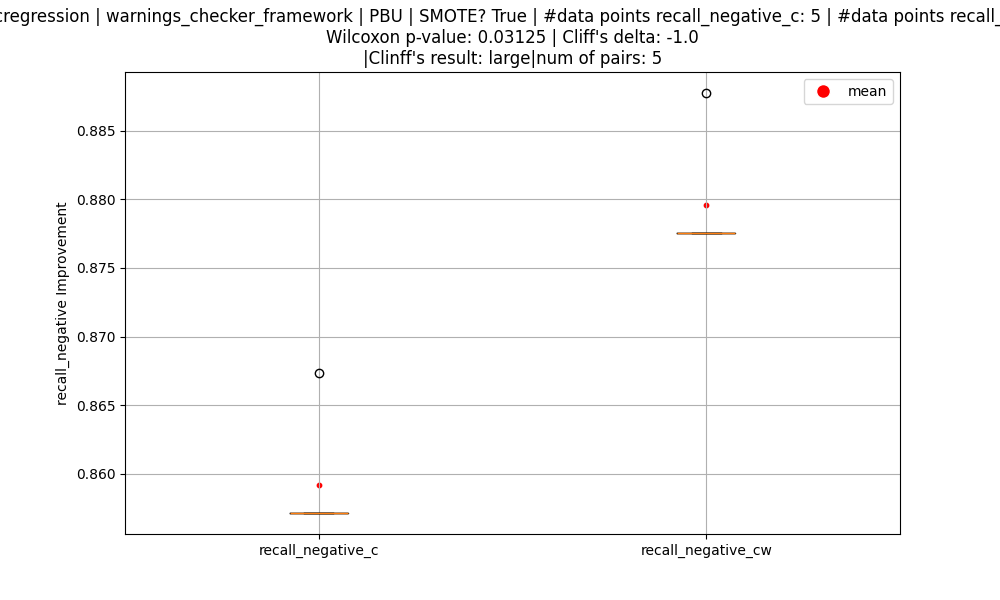 cregression | warnings_checker_framework | PBU | SMOTE? True | #data points recall_negative_c: 5 | #data points recall_
Wilcoxon p-value: 0.03125 | Cliff's delta: -1.0
|Clinff's result: large|num of pairs: 5
mean
0.885
0.880
0.875
0.870
0.865
0.860
recall_negative Improvement
recall_negative_c
recall_negative_cw